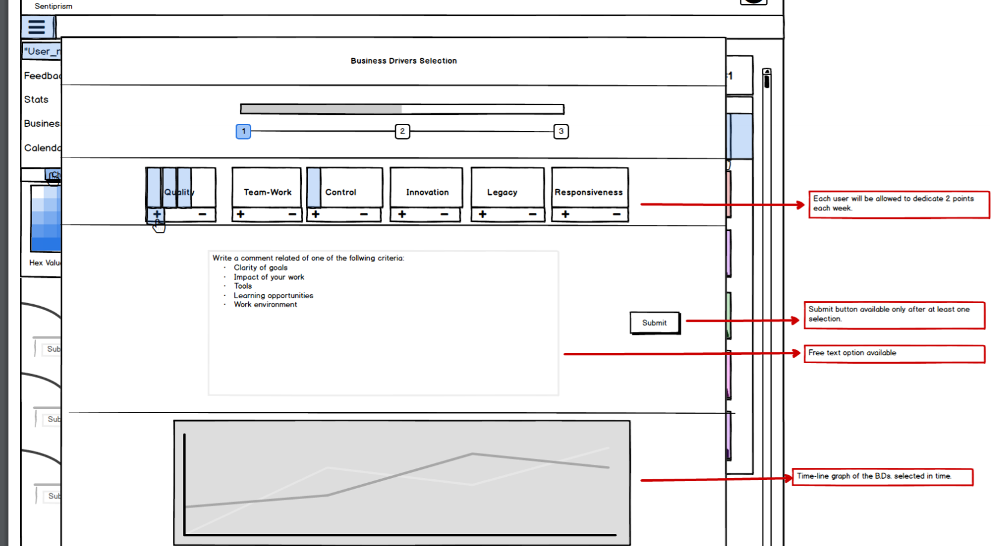 Sentiprism
"User_
Feedba
Stats
Busines
Calenda
Ch
Hex Valu
Sub
Sub
Sub
Business Drivers Selection
1
2
3
Quality
Team-Work
Control
Innovation
Legacy
Responsiveness
+ −
+ −
+ −
+ −
+ −
+ −
Write a comment related of one of the follwing criteria:
· Clarity of goals
· Impact of your work
· Tools
· Learning opportunities
· Work environment
Submit
1
Each user will be allowed to dedicate 2 points
each week.
Submit button available only after at least one
selection.
Free text option available
Time-line graph of the B.Ds. selected in time.